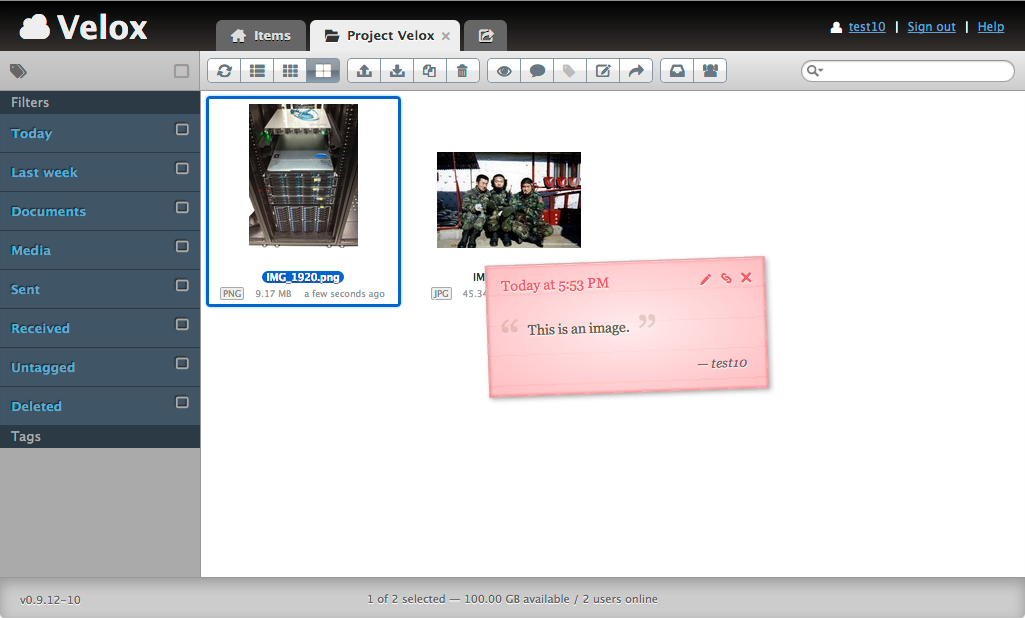 Velox
Items
Project Velox
test10 | Sign out | Help
Filters
Today
Last week
Documents
Media
Sent
Received
Untagged
Deleted
Tags
IMG_1920.png
PNG 9.17 MB a few seconds ago
IM
JPG 45.34
Today at 5:53 PM
“ This is an image. ”
— test10
v0.9.12-10
1 of 2 selected — 100.00 GB available / 2 users online